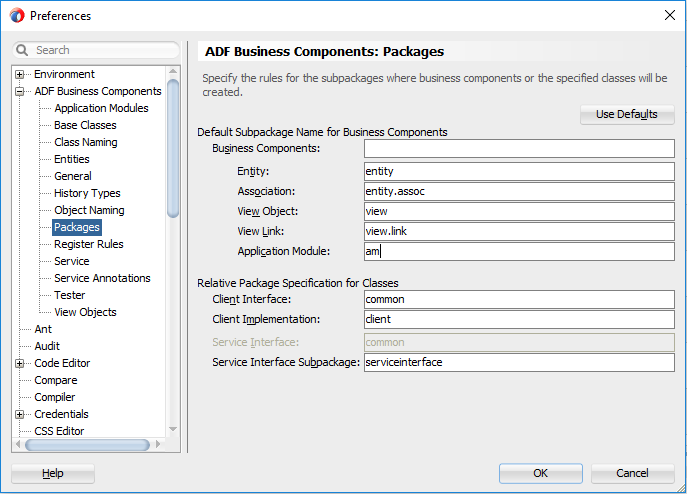 Preferences
Search
Environment
ADF Business Components
Application Modules
Base Classes
Class Naming
Entities
General
History Types
Object Naming
Packages
Register Rules
Service
Service Annotations
Tester
View Objects
Ant
Audit
Code Editor
Compare
Compiler
Credentials
CSS Editor
ADF Business Components: Packages
Specify the rules for the subpackages where business components or the specified classes will be
created.
Use Defaults
Default Subpackage Name for Business Components
Business Components:
Entity: entity
Association: entity.assoc
View Object: view
View Link: view.link
Application Module: am
Relative Package Specification for Classes
Client Interface: common
Client Implementation: client
Service Interface: common
Service Interface Subpackage: serviceinterface
Help
OK
Cancel